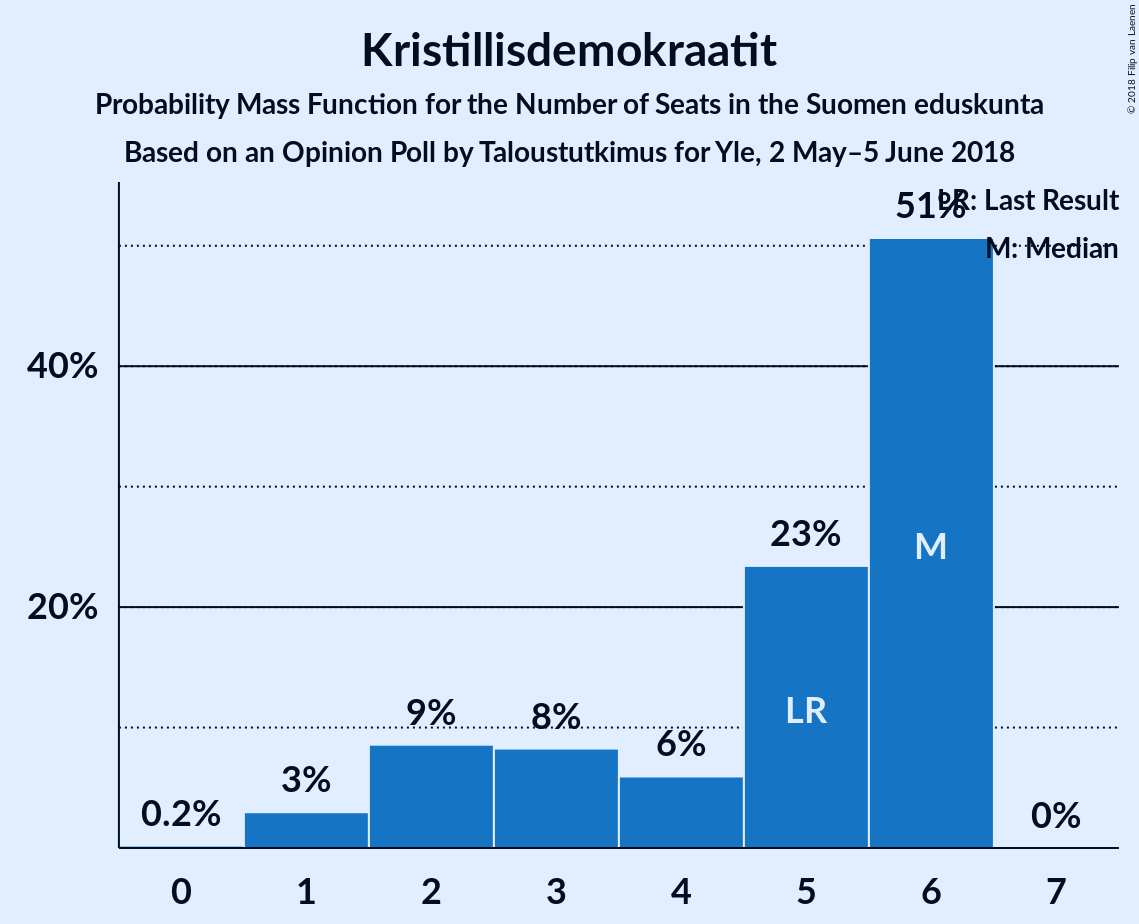 Kristillisdemokraatit
Probability Mass Function for the Number of Seats in the Suomen eduskunta
Based on an Opinion Poll by Taloustutkimus for Yle, 2 May–5 June 2018
© 2018 Filip van Laenen
LR: Last Result
M: Median
51%
40%
23%
M
20%
LR
9%
8%
6%
3%
0.2%
0%
0 1 2 3 4 5 6 7